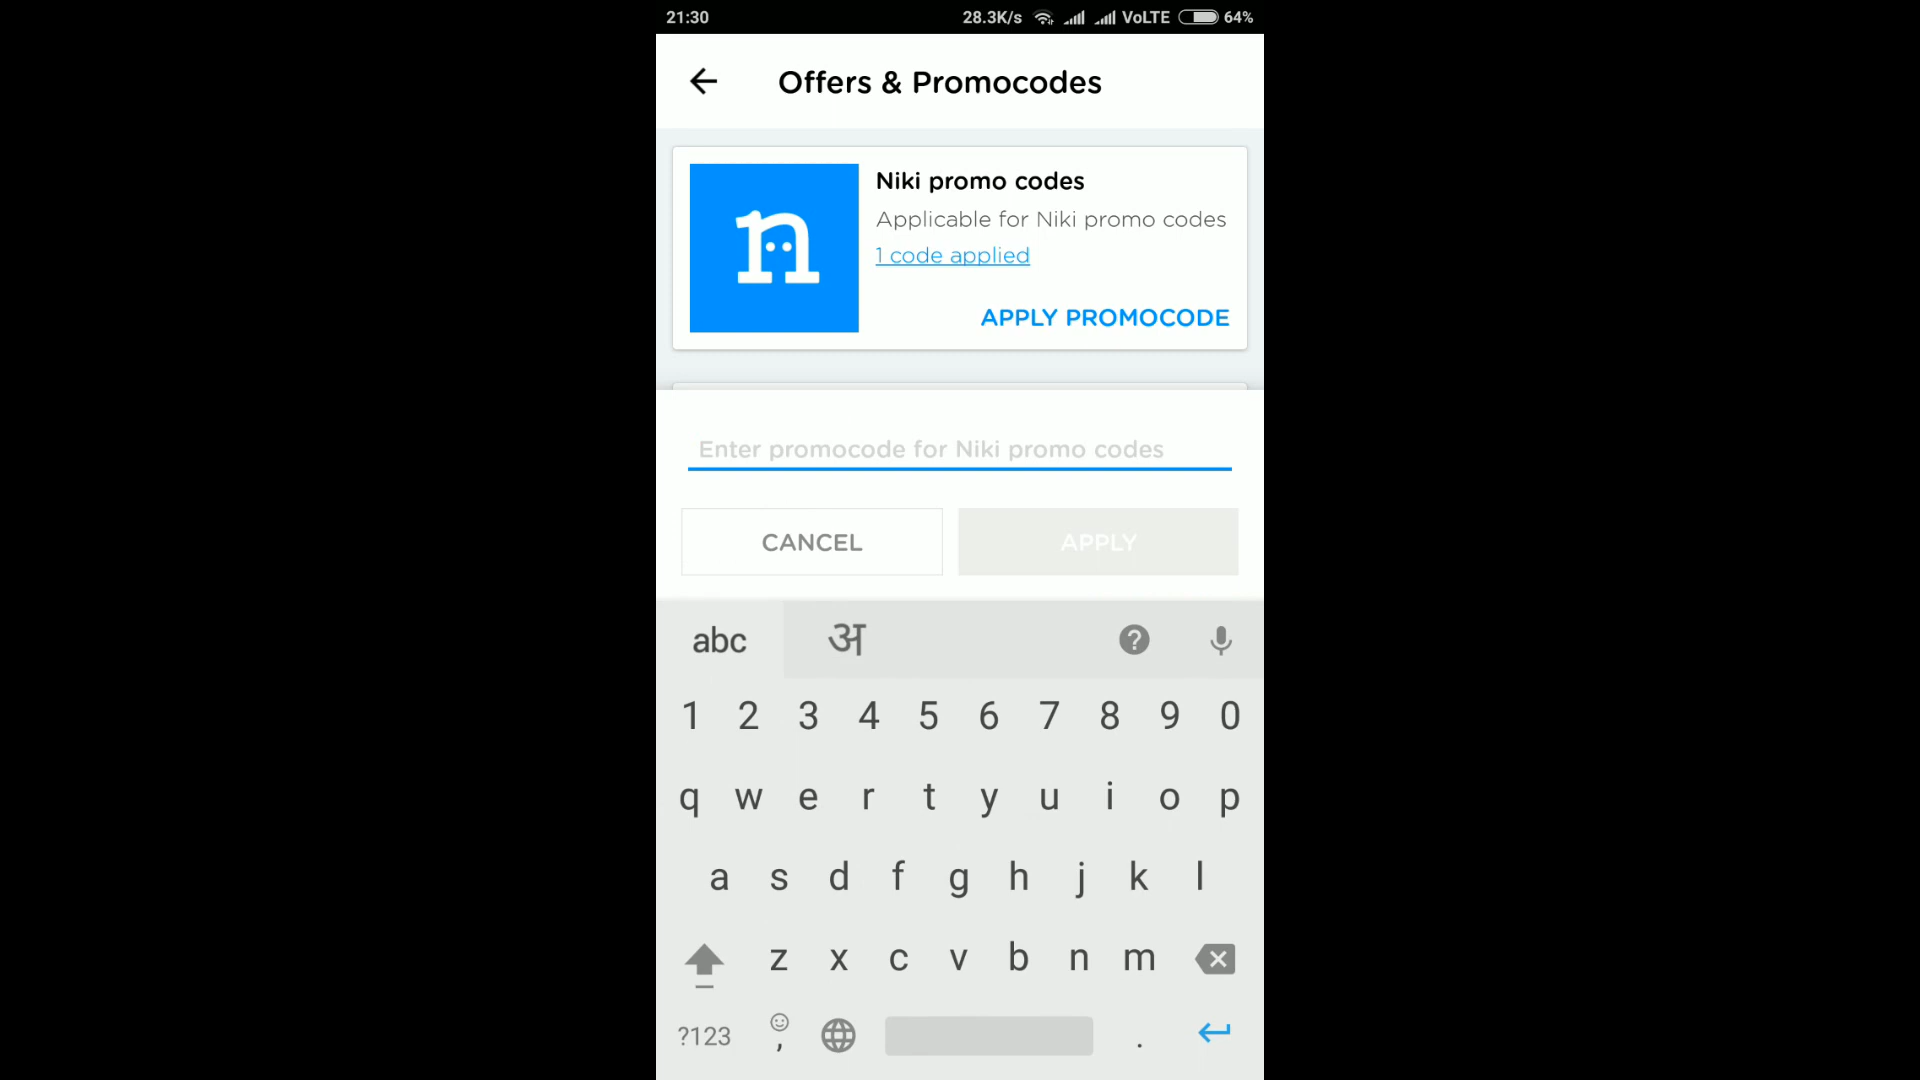 21:30 28.3K/s VoLTE 64%
Offers & Promocodes
n
Niki promo codes
Applicable for Niki promo codes
1 code applied
APPLY PROMOCODE
Enter promocode for Niki promo codes
CANCEL APPLY
abc अ ?
1 2 3 4 5 6 7 8 9 0
q w e r t y u i o p
a s d f g h j k l
z x c v b n m
?123 , .